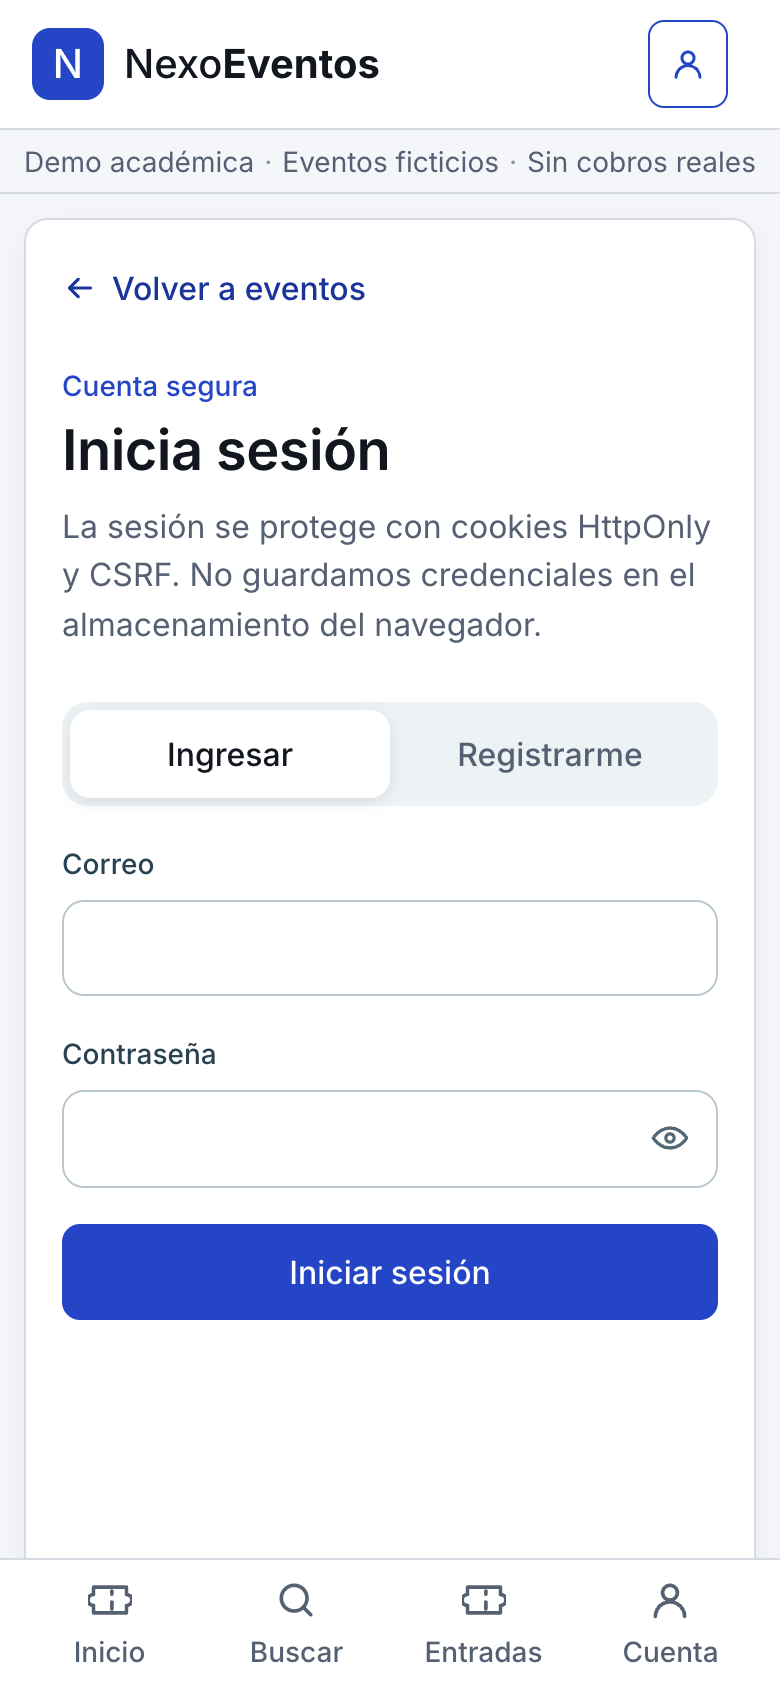 N NexoEventos
Demo académica · Eventos ficticios · Sin cobros reales
← Volver a eventos
Cuenta segura
Inicia sesión
La sesión se protege con cookies HttpOnly
y CSRF. No guardamos credenciales en el
almacenamiento del navegador.
Ingresar Registrarme
Correo
Contraseña
Iniciar sesión
Inicio Buscar Entradas Cuenta